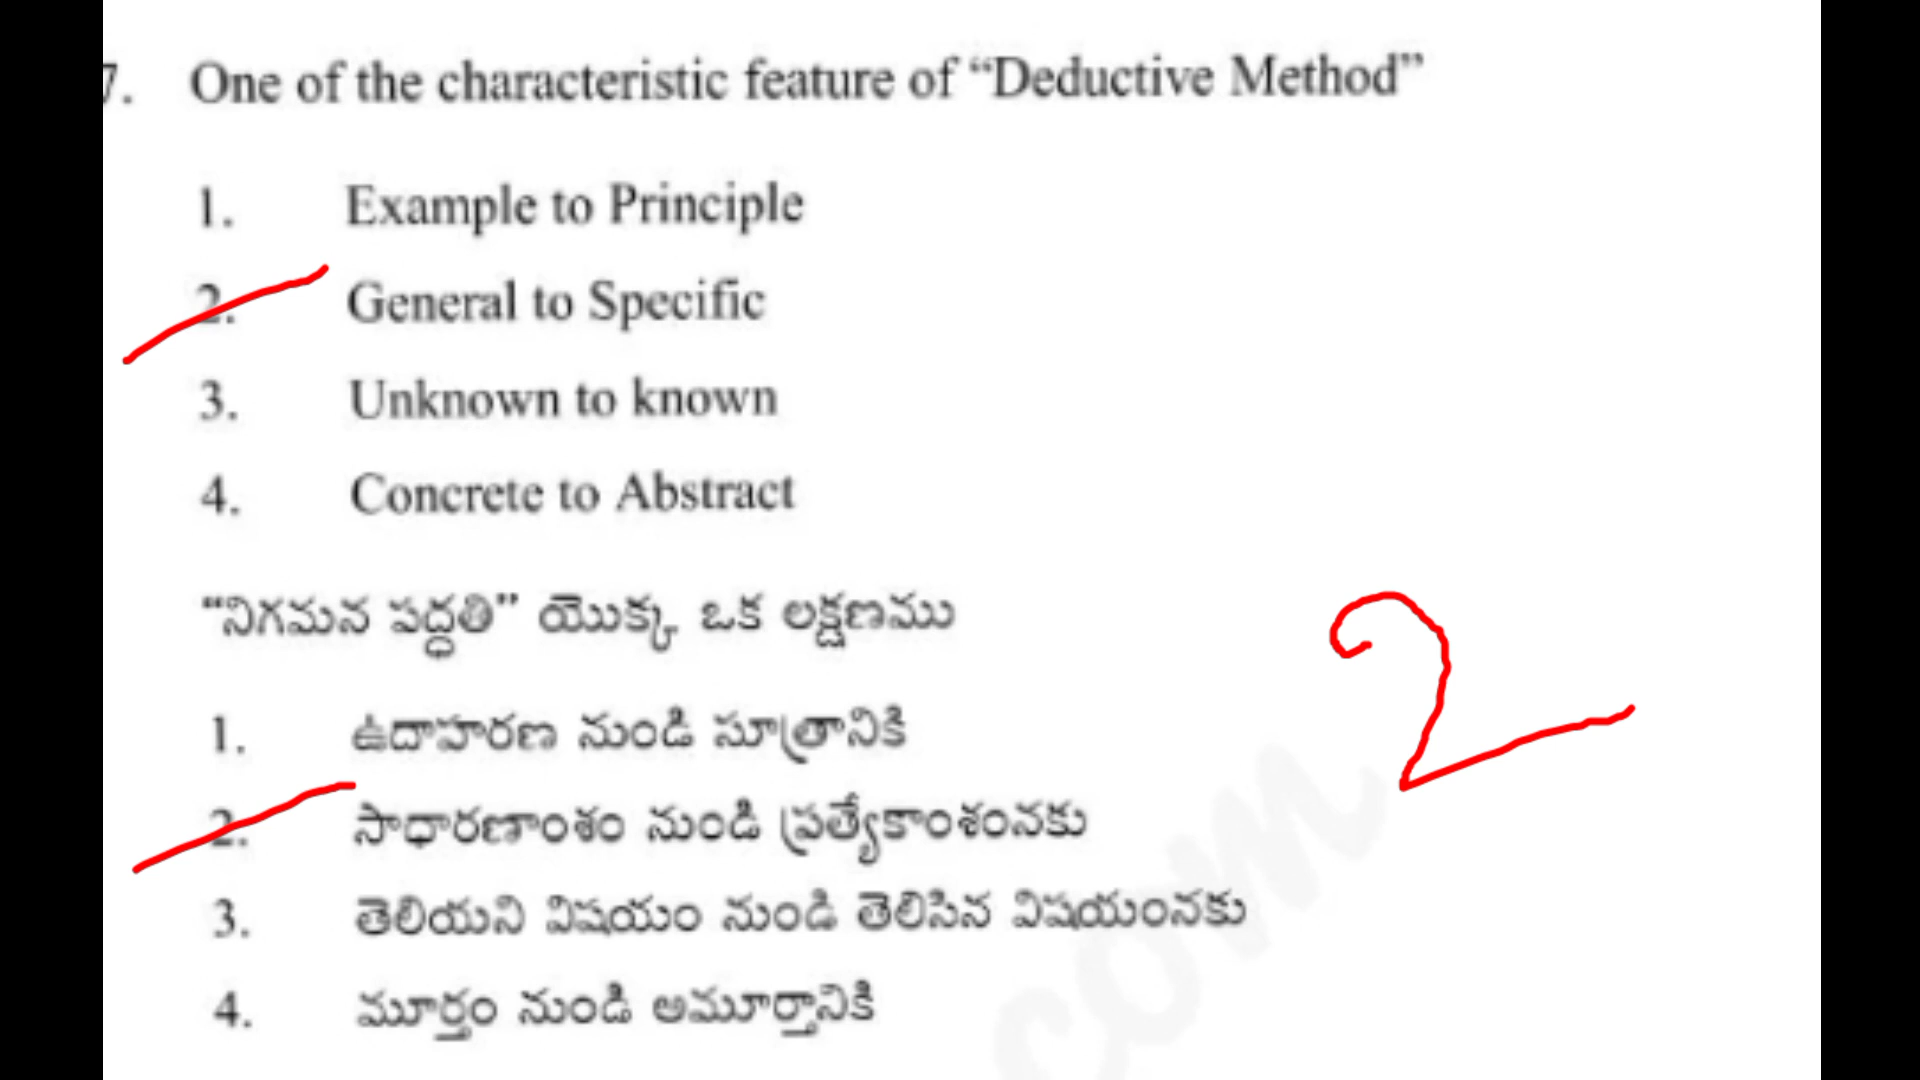 7. One of the characteristic feature of “Deductive Method”
1. Example to Principle
2. General to Specific
3. Unknown to known
4. Concrete to Abstract
“నిగమన పద్ధతి” యొక్క ఒక లక్షణము
1. ఉదాహరణ నుండి సూత్రానికి
2. సాధారణాంశం నుండి ప్రత్యేకాంశంనకు
2
3. తెలియని విషయం నుండి తెలిసిన విషయంనకు
4. మూర్తం నుండి అమూర్తానికి
com